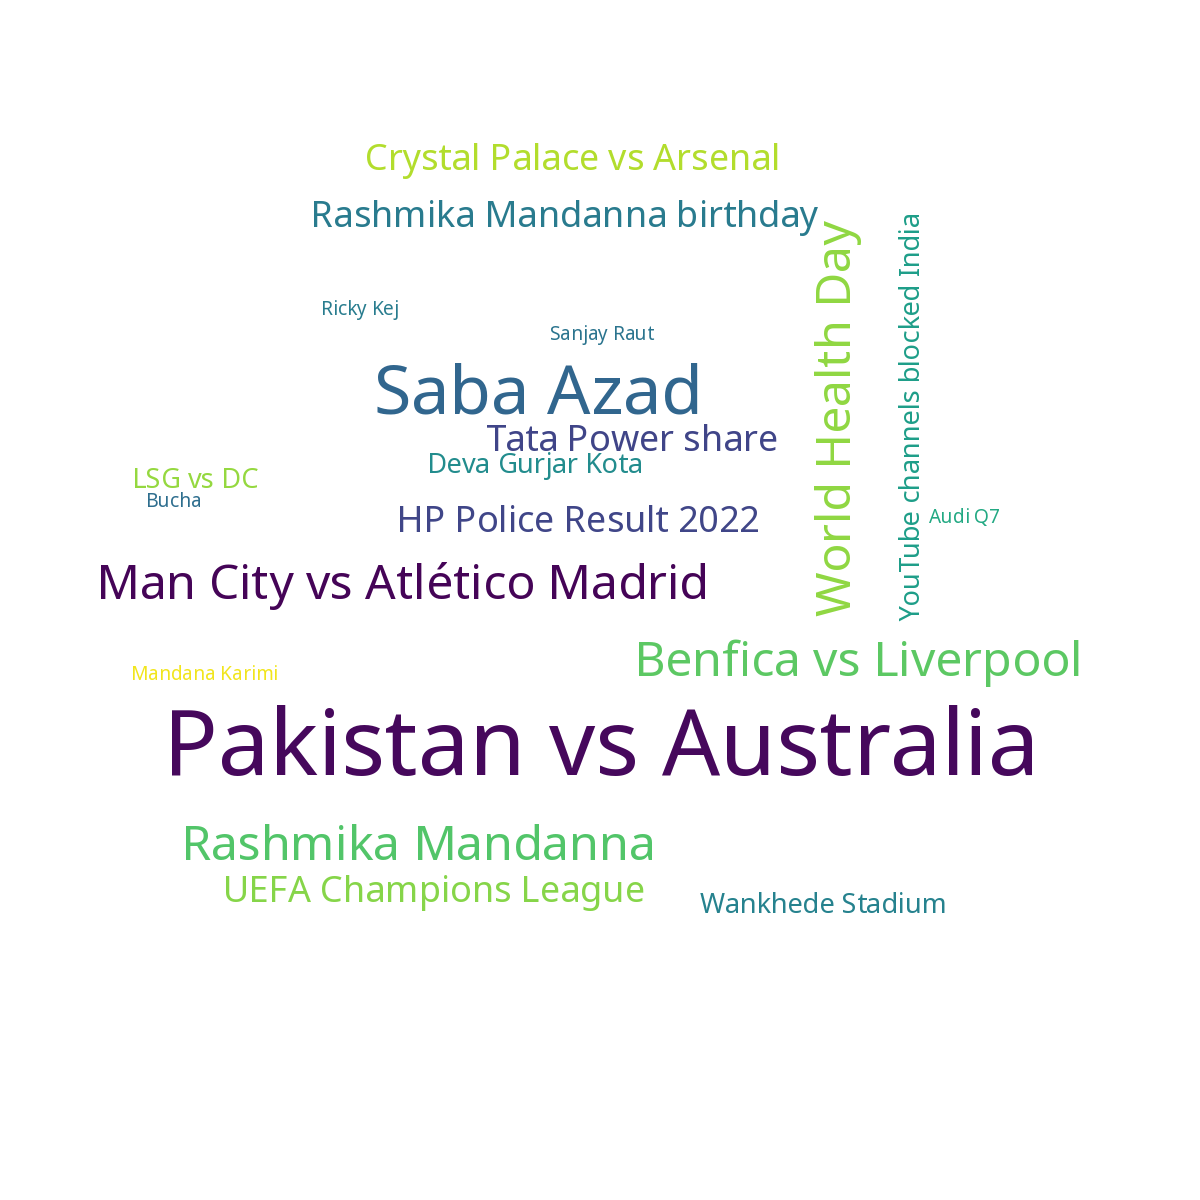 Crystal Palace vs Arsenal
Rashmika Mandanna birthday
World Health Day
YouTube channels blocked India
Ricky Kej
Sanjay Raut
Saba Azad
Tata Power share
Deva Gurjar Kota
LSG vs DC
Bucha
HP Police Result 2022
Audi Q7
Man City vs Atlético Madrid
Benfica vs Liverpool
Mandana Karimi
Pakistan vs Australia
Rashmika Mandanna
UEFA Champions League
Wankhede Stadium